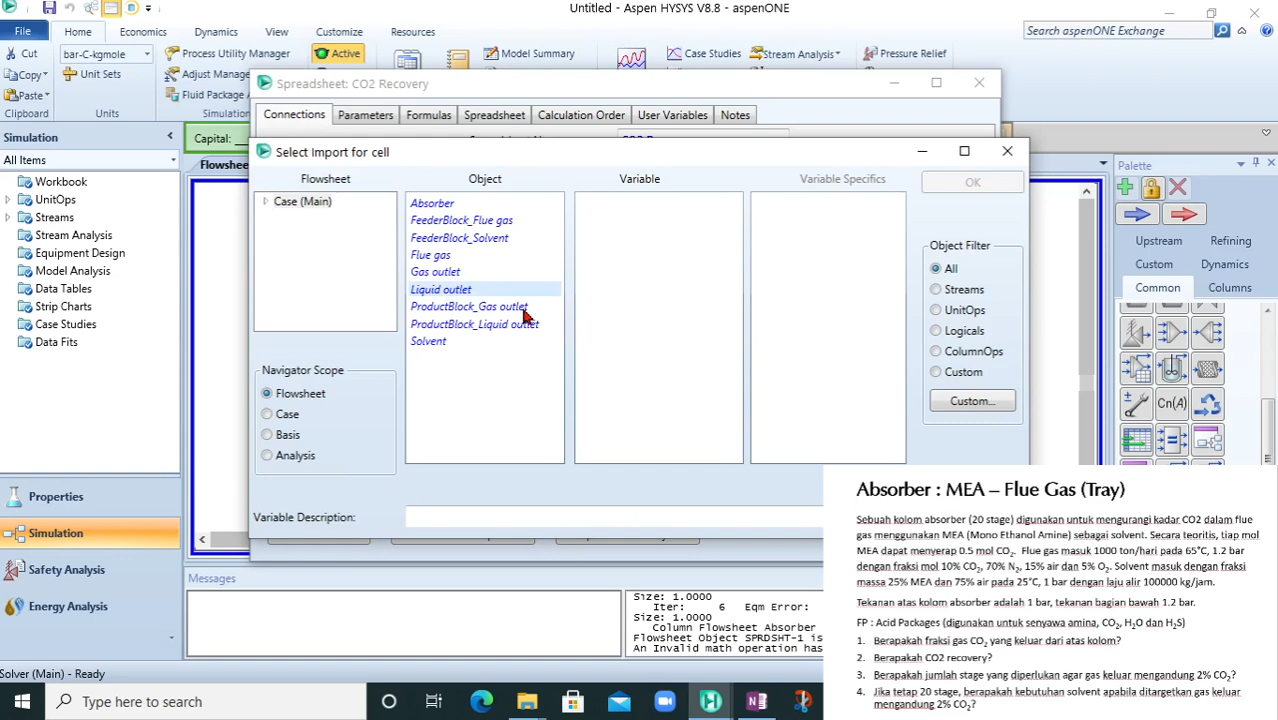 Untitled - Aspen HYSYS V8.8 - aspenONE
File
Home
Economics
Dynamics
View
Customize
Resources
Search aspenONE Exchange
Cut
bar-C-kgmole
Process Utility Manager
Active
Model Summary
Case Studies
Stream Analysis
Pressure Relief
Copy
Unit Sets
Adjust Manage
Paste
Fluid Package
Clipboard
Units
Simulation
Spreadsheet: CO2 Recovery
Connections
Parameters
Formulas
Spreadsheet
Calculation Order
User Variables
Notes
Simulation
All Items
Workbook
UnitOps
Streams
Stream Analysis
Equipment Design
Model Analysis
Data Tables
Strip Charts
Case Studies
Data Fits
Properties
Simulation
Safety Analysis
Energy Analysis
Capital:
Flowshee
Select Import for cell
Flowsheet
Object
Variable
Variable Specifics
OK
Case (Main)
Absorber
FeederBlock_Flue gas
FeederBlock_Solvent
Flue gas
Gas outlet
Liquid outlet
ProductBlock_Gas outlet
ProductBlock_Liquid outlet
Solvent
Object Filter
All
Streams
UnitOps
Logicals
ColumnOps
Custom
Custom...
Navigator Scope
Flowsheet
Case
Basis
Analysis
Variable Description:
Palette
Upstream
Refining
Custom
Dynamics
Common
Columns
Cn(A)
Messages
Size: 1.0000
Iter: 6 Eqm Error:
Size: 1.0000
Column Flowsheet Absorber
Flowsheet Object SPRDSHT-1 is
An Invalid math operation has
Solver (Main) - Ready
Absorber : MEA – Flue Gas (Tray)
Sebuah kolom absorber (20 stage) digunakan untuk mengurangi kadar CO2 dalam flue
gas menggunakan MEA (Mono Ethanol Amine) sebagai solvent. Secara teoritis, tiap mol
MEA dapat menyerap 0.5 mol CO2. Flue gas masuk 1000 ton/hari pada 65°C, 1.2 bar
dengan fraksi mol 10% CO2, 70% N2, 15% air dan 5% O2. Solvent masuk dengan fraksi
massa 25% MEA dan 75% air pada 25°C, 1 bar dengan laju alir 100000 kg/jam.
Tekanan atas kolom absorber adalah 1 bar, tekanan bagian bawah 1.2 bar.
FP : Acid Packages (digunakan untuk senyawa amina, CO2, H2O dan H2S)
1. Berapakah fraksi gas CO2 yang keluar dari atas kolom?
2. Berapakah CO2 recovery?
3. Berapakah jumlah stage yang diperlukan agar gas keluar mengandung 2% CO2?
4. Jika tetap 20 stage, berapakah kebutuhan solvent apabila ditargetkan gas keluar
mengandung 2% CO2?
Type here to search